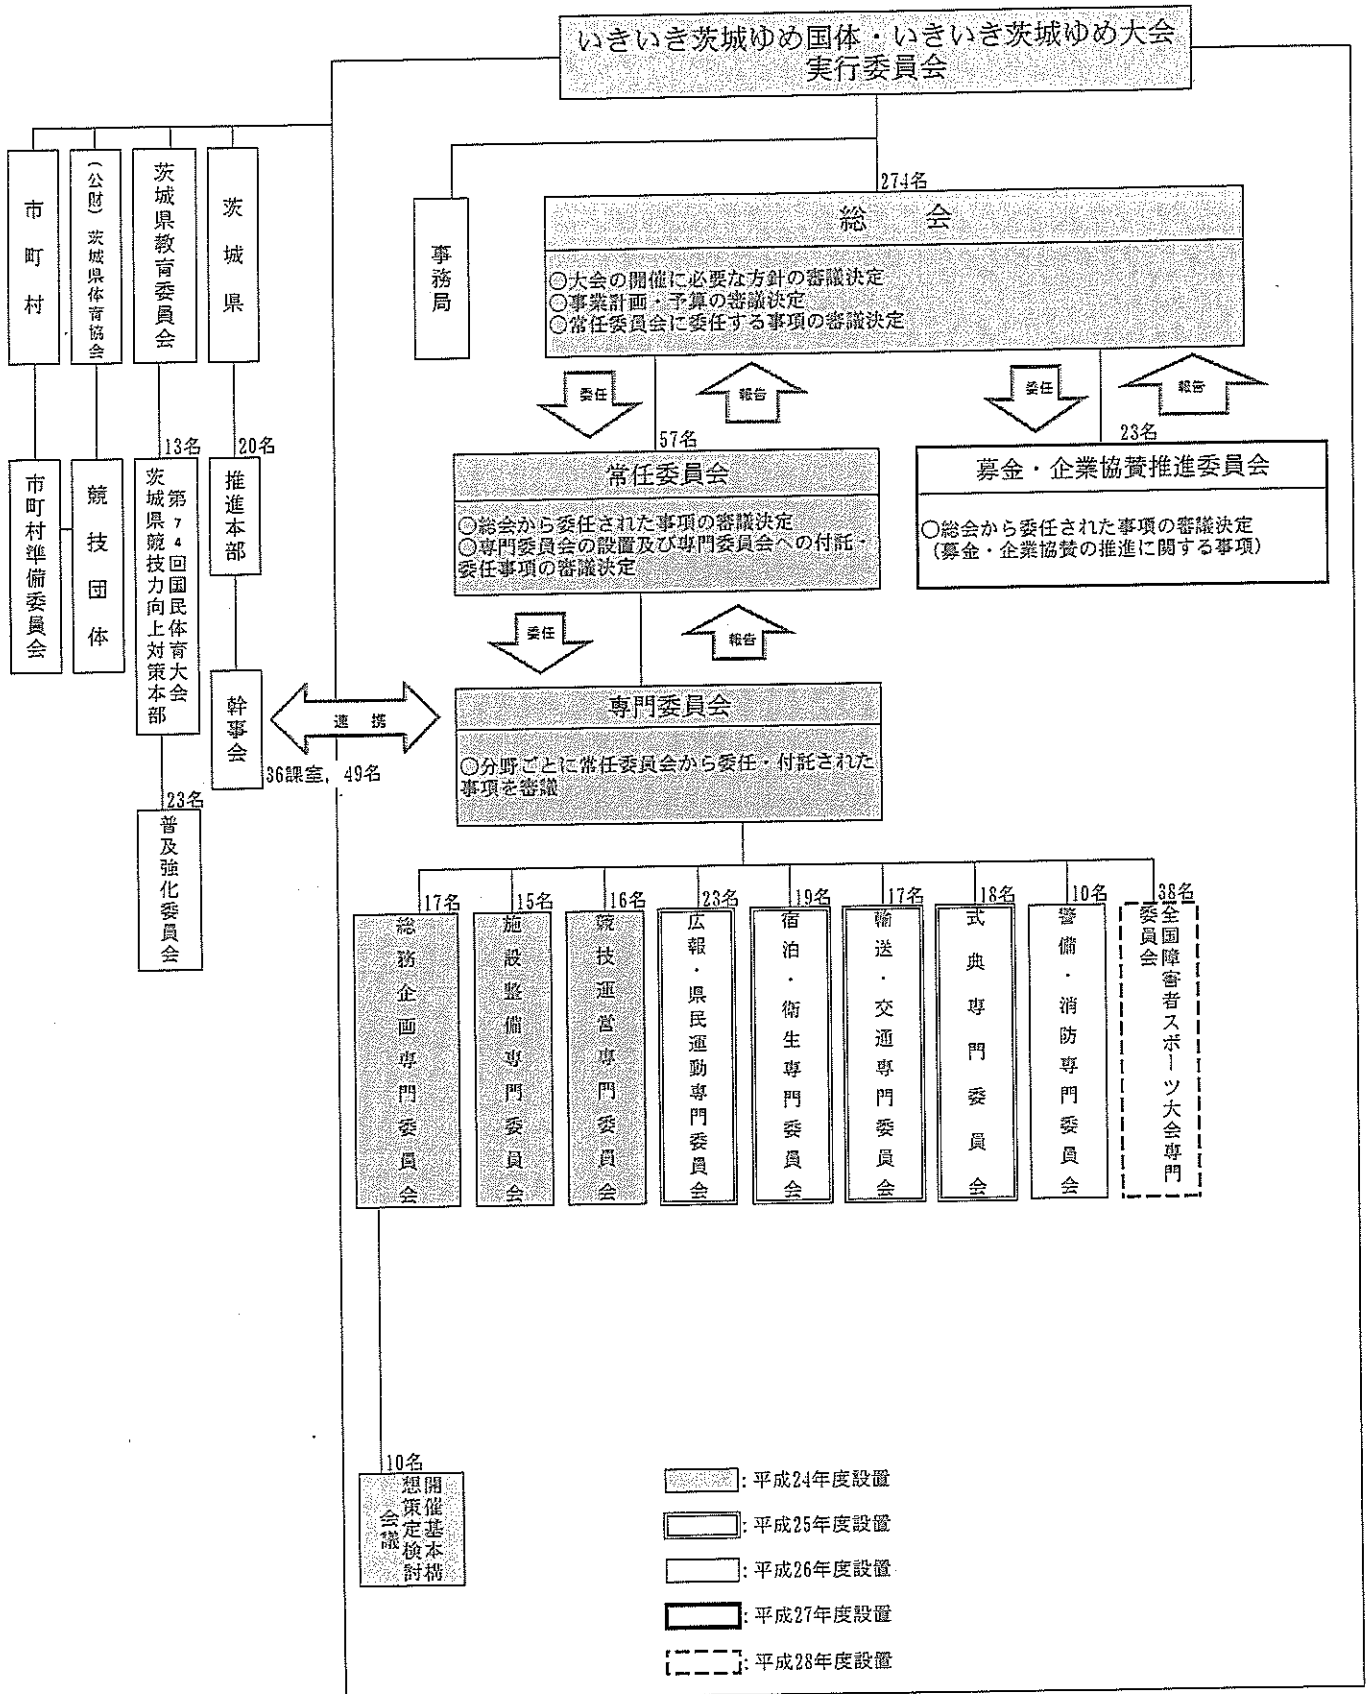 いきいき茨城ゆめ国体・いきいき茨城ゆめ大会
実行委員会
市町村
(公財)茨城県体育協会
茨城県教育委員会
茨城県
事務局
274名
総 会
○大会の開催に必要な方針の審議決定
○事業計画・予算の審議決定
○常任委員会に委任する事項の審議決定
委任
報告
委任
報告
57名
常任委員会
○総会から委任された事項の審議決定
○専門委員会の設置及び専門委員会への付託・
委任事項の審議決定
23名
募金・企業協賛推進委員会
○総会から委任された事項の審議決定
(募金・企業協賛の推進に関する事項)
市町村準備委員会
競技団体
13名
第74回国民体育大会
茨城県競技力向上対策本部
20名
推進本部
委任
報告
幹事会
36課室,49名
連携
専門委員会
○分野ごとに常任委員会から委任・付託された
事項を審議
23名
普及強化委員会
17名
総務企画専門委員会
15名
施設整備専門委員会
16名
競技運営専門委員会
23名
広報・県民運動専門委員会
19名
宿泊・衛生専門委員会
17名
輸送・交通専門委員会
18名
式典専門委員会
10名
警備・消防専門委員会
38名
全国障害者スポーツ大会専門
委員会
10名
開催基本構
想策定検討
会議
:平成24年度設置
:平成25年度設置
:平成26年度設置
:平成27年度設置
:平成28年度設置